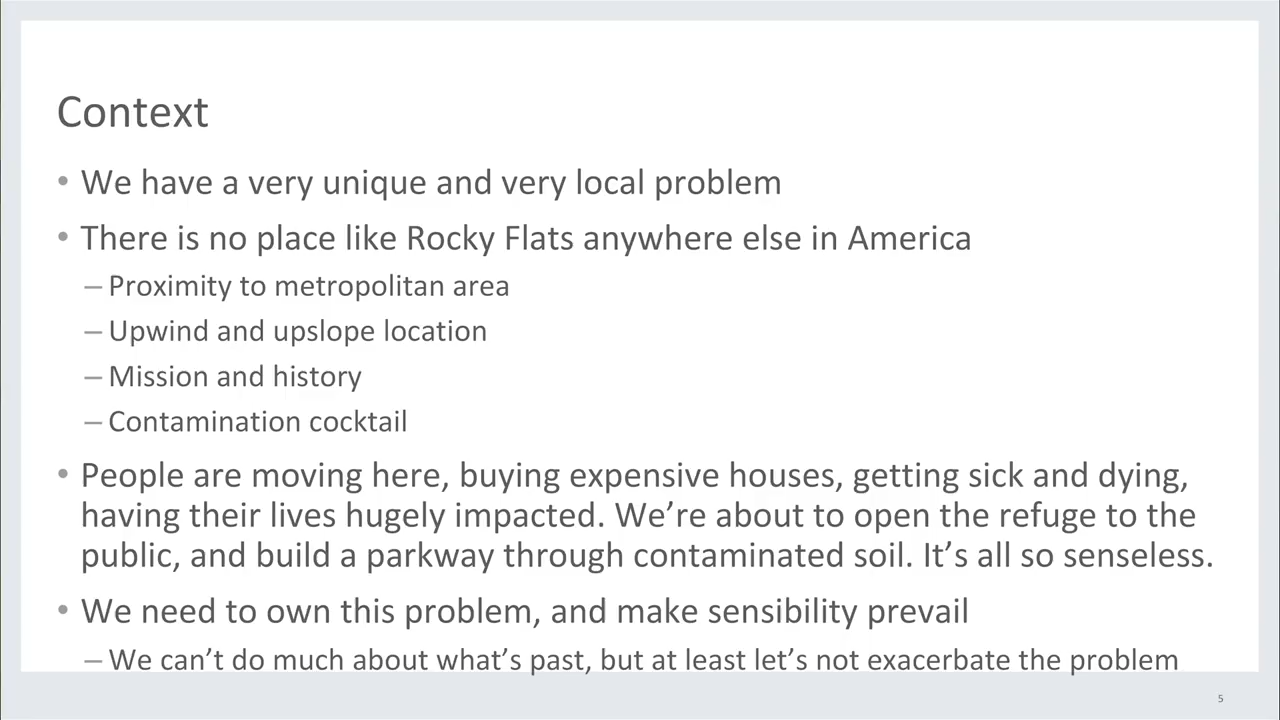 Context
• We have a very unique and very local problem
• There is no place like Rocky Flats anywhere else in America
– Proximity to metropolitan area
– Upwind and upslope location
– Mission and history
– Contamination cocktail
• People are moving here, buying expensive houses, getting sick and dying,
having their lives hugely impacted. We’re about to open the refuge to the
public, and build a parkway through contaminated soil. It’s all so senseless.
• We need to own this problem, and make sensibility prevail
– We can’t do much about what’s past, but at least let’s not exacerbate the problem
5